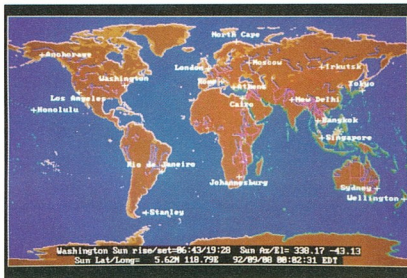 North Cape
Anchorage
London
Moscow
Irkutsk
Washington
Rome
Athens
Tokyo
Los Angeles
Cairo
New Delhi
Honolulu
Bangkok
Singapore
Rio de Janeiro
Johannesburg
Sydney
Stanley
Wellington
Washington Sun rise/set=06:43/19:28 Sun Az/El= 338.17 -43.13
Sun Lat/Long= 5.62N 118.79E 92/09/08 00:02:31 EDT